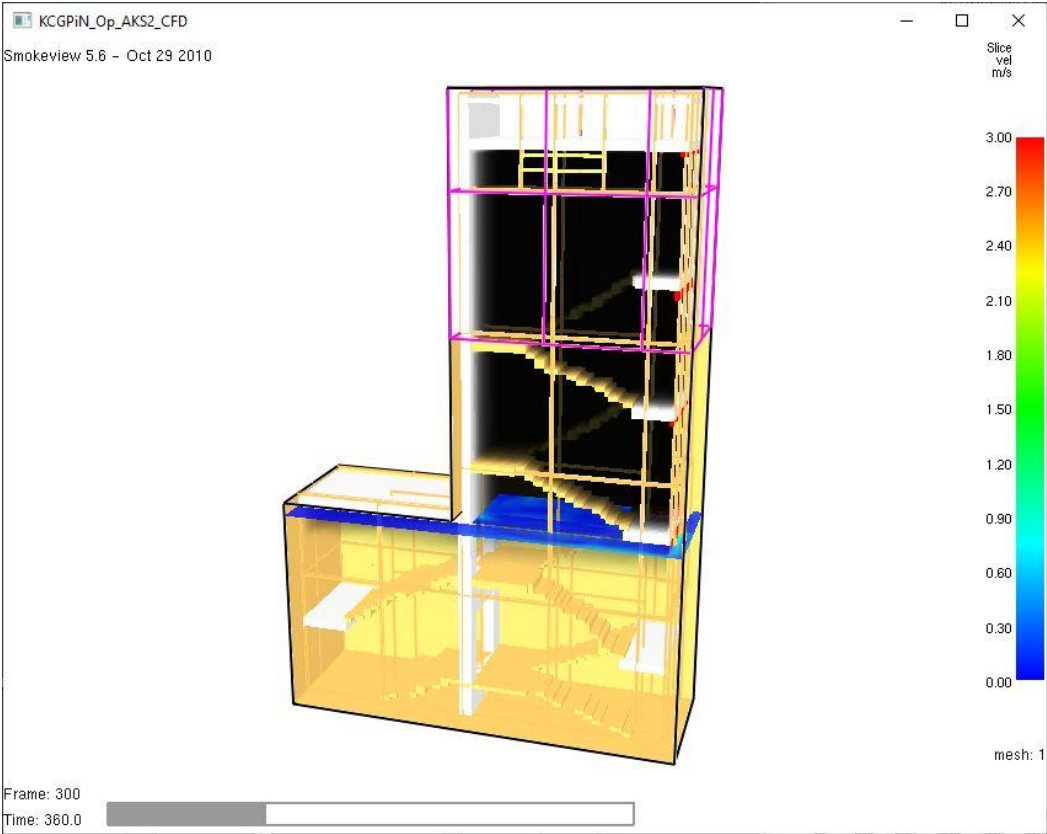 KCGPiN_Op_AKS2_CFD
Smokeview 5.6 - Oct 29 2010
Slice
vel
m/s
3.00
2.70
2.40
2.10
1.80
1.50
1.20
0.90
0.60
0.30
0.00
mesh: 1
Frame: 300
Time: 360.0